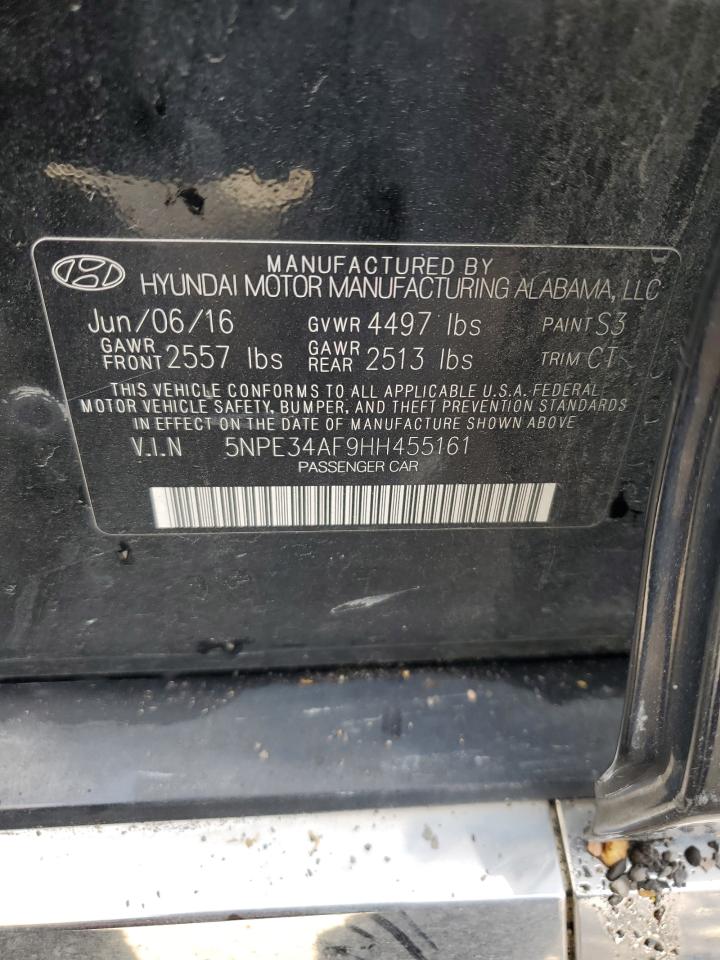 MANUFACTURED BY
HYUNDAI MOTOR MANUFACTURING ALABAMA, LLC
Jun/06/16 GVWR 4497 lbs PAINT S3
GAWR FRONT 2557 lbs GAWR REAR 2513 lbs TRIM CT
THIS VEHICLE CONFORMS TO ALL APPLICABLE U.S.A. FEDERAL
MOTOR VEHICLE SAFETY, BUMPER, AND THEFT PREVENTION STANDARDS
IN EFFECT ON THE DATE OF MANUFACTURE SHOWN ABOVE
V.I.N 5NPE34AF9HH455161
PASSENGER CAR